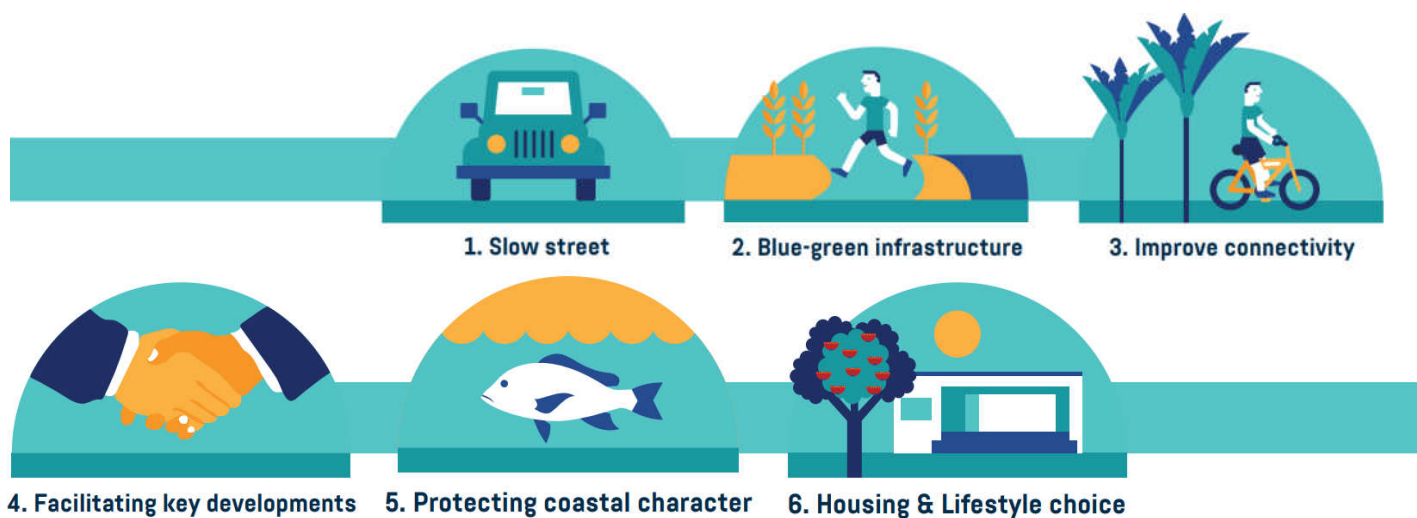 1. Slow street
2. Blue-green infrastructure
3. Improve connectivity
4. Facilitating key developments
5. Protecting coastal character
6. Housing & Lifestyle choice